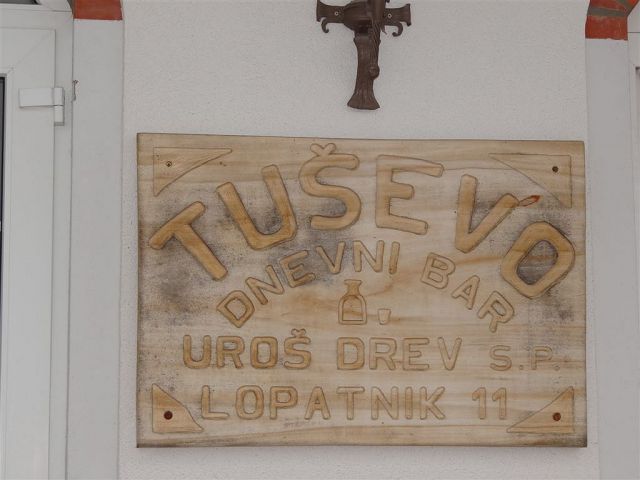 TUŠEVO
DNEVNI BAR
UROŠ DREV S.P.
LOPATNIK 11